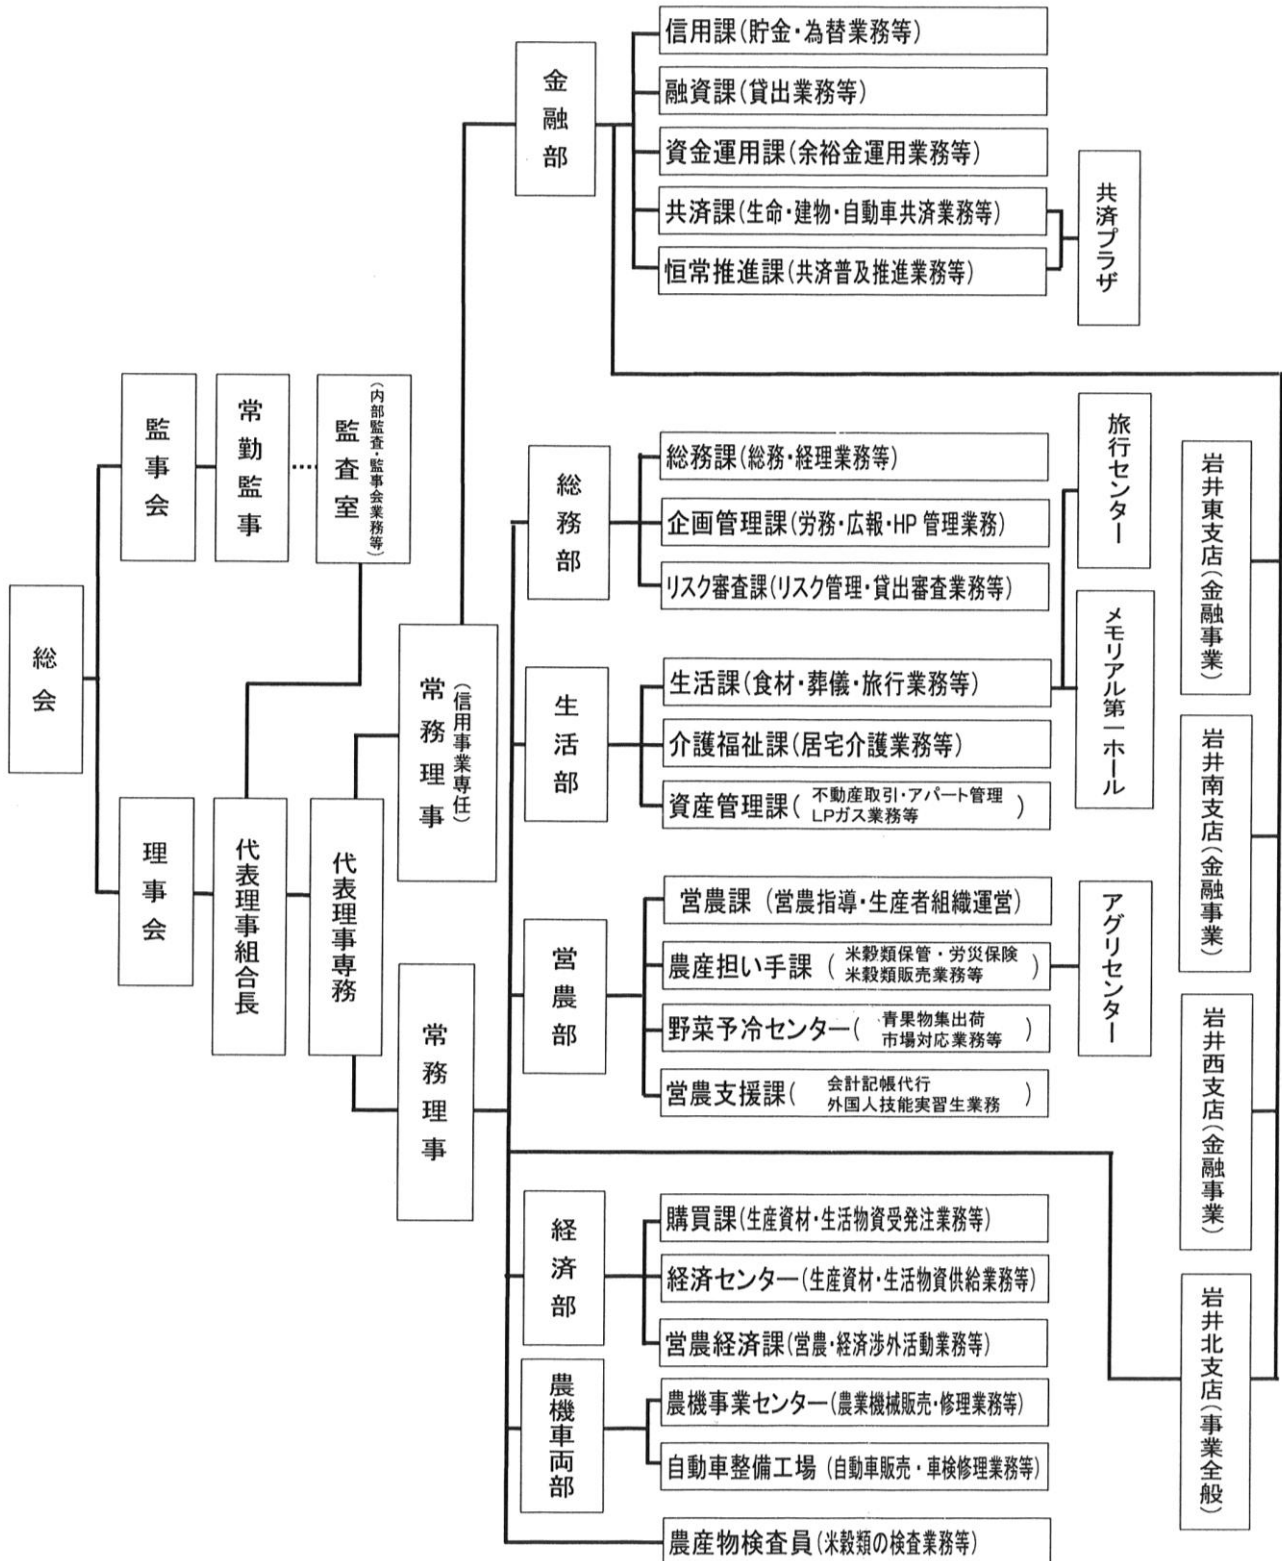 総会
監事会
常勤監事
監査室
(内部監査・監事会業務等)
理事会
代表理事組合長
代表理事専務
常務理事
(信用事業専任)
常務理事
金融部
信用課(貯金・為替業務等)
融資課(貸出業務等)
資金運用課(余裕金運用業務等)
共済課(生命・建物・自動車共済業務等)
恒常推進課(共済普及推進業務等)
共済プラザ
総務部
総務課(総務・経理業務等)
企画管理課(労務・広報・HP 管理業務)
リスク審査課(リスク管理・貸出審査業務等)
生活部
生活課(食材・葬儀・旅行業務等)
介護福祉課(居宅介護業務等)
資産管理課( 不動産取引・アパート管理
LPガス業務等 )
旅行センター
メモリアル第一ホール
営農部
営農課 (営農指導・生産者組織運営)
農産担い手課 ( 米穀類保管・労災保険
米穀類販売業務等 )
野菜予冷センター( 青果物集出荷
市場対応業務等 )
営農支援課( 会計記帳代行
外国人技能実習生業務 )
アグリセンター
経済部
購買課(生産資材・生活物資受発注業務等)
経済センター(生産資材・生活物資供給業務等)
営農経済課(営農・経済渉外活動業務等)
農機車両部
農機事業センター(農業機械販売・修理業務等)
自動車整備工場 (自動車販売・車検修理業務等)
農産物検査員(米穀類の検査業務等)
岩井東支店(金融事業)
岩井南支店(金融事業)
岩井西支店(金融事業)
岩井北支店(事業全般)